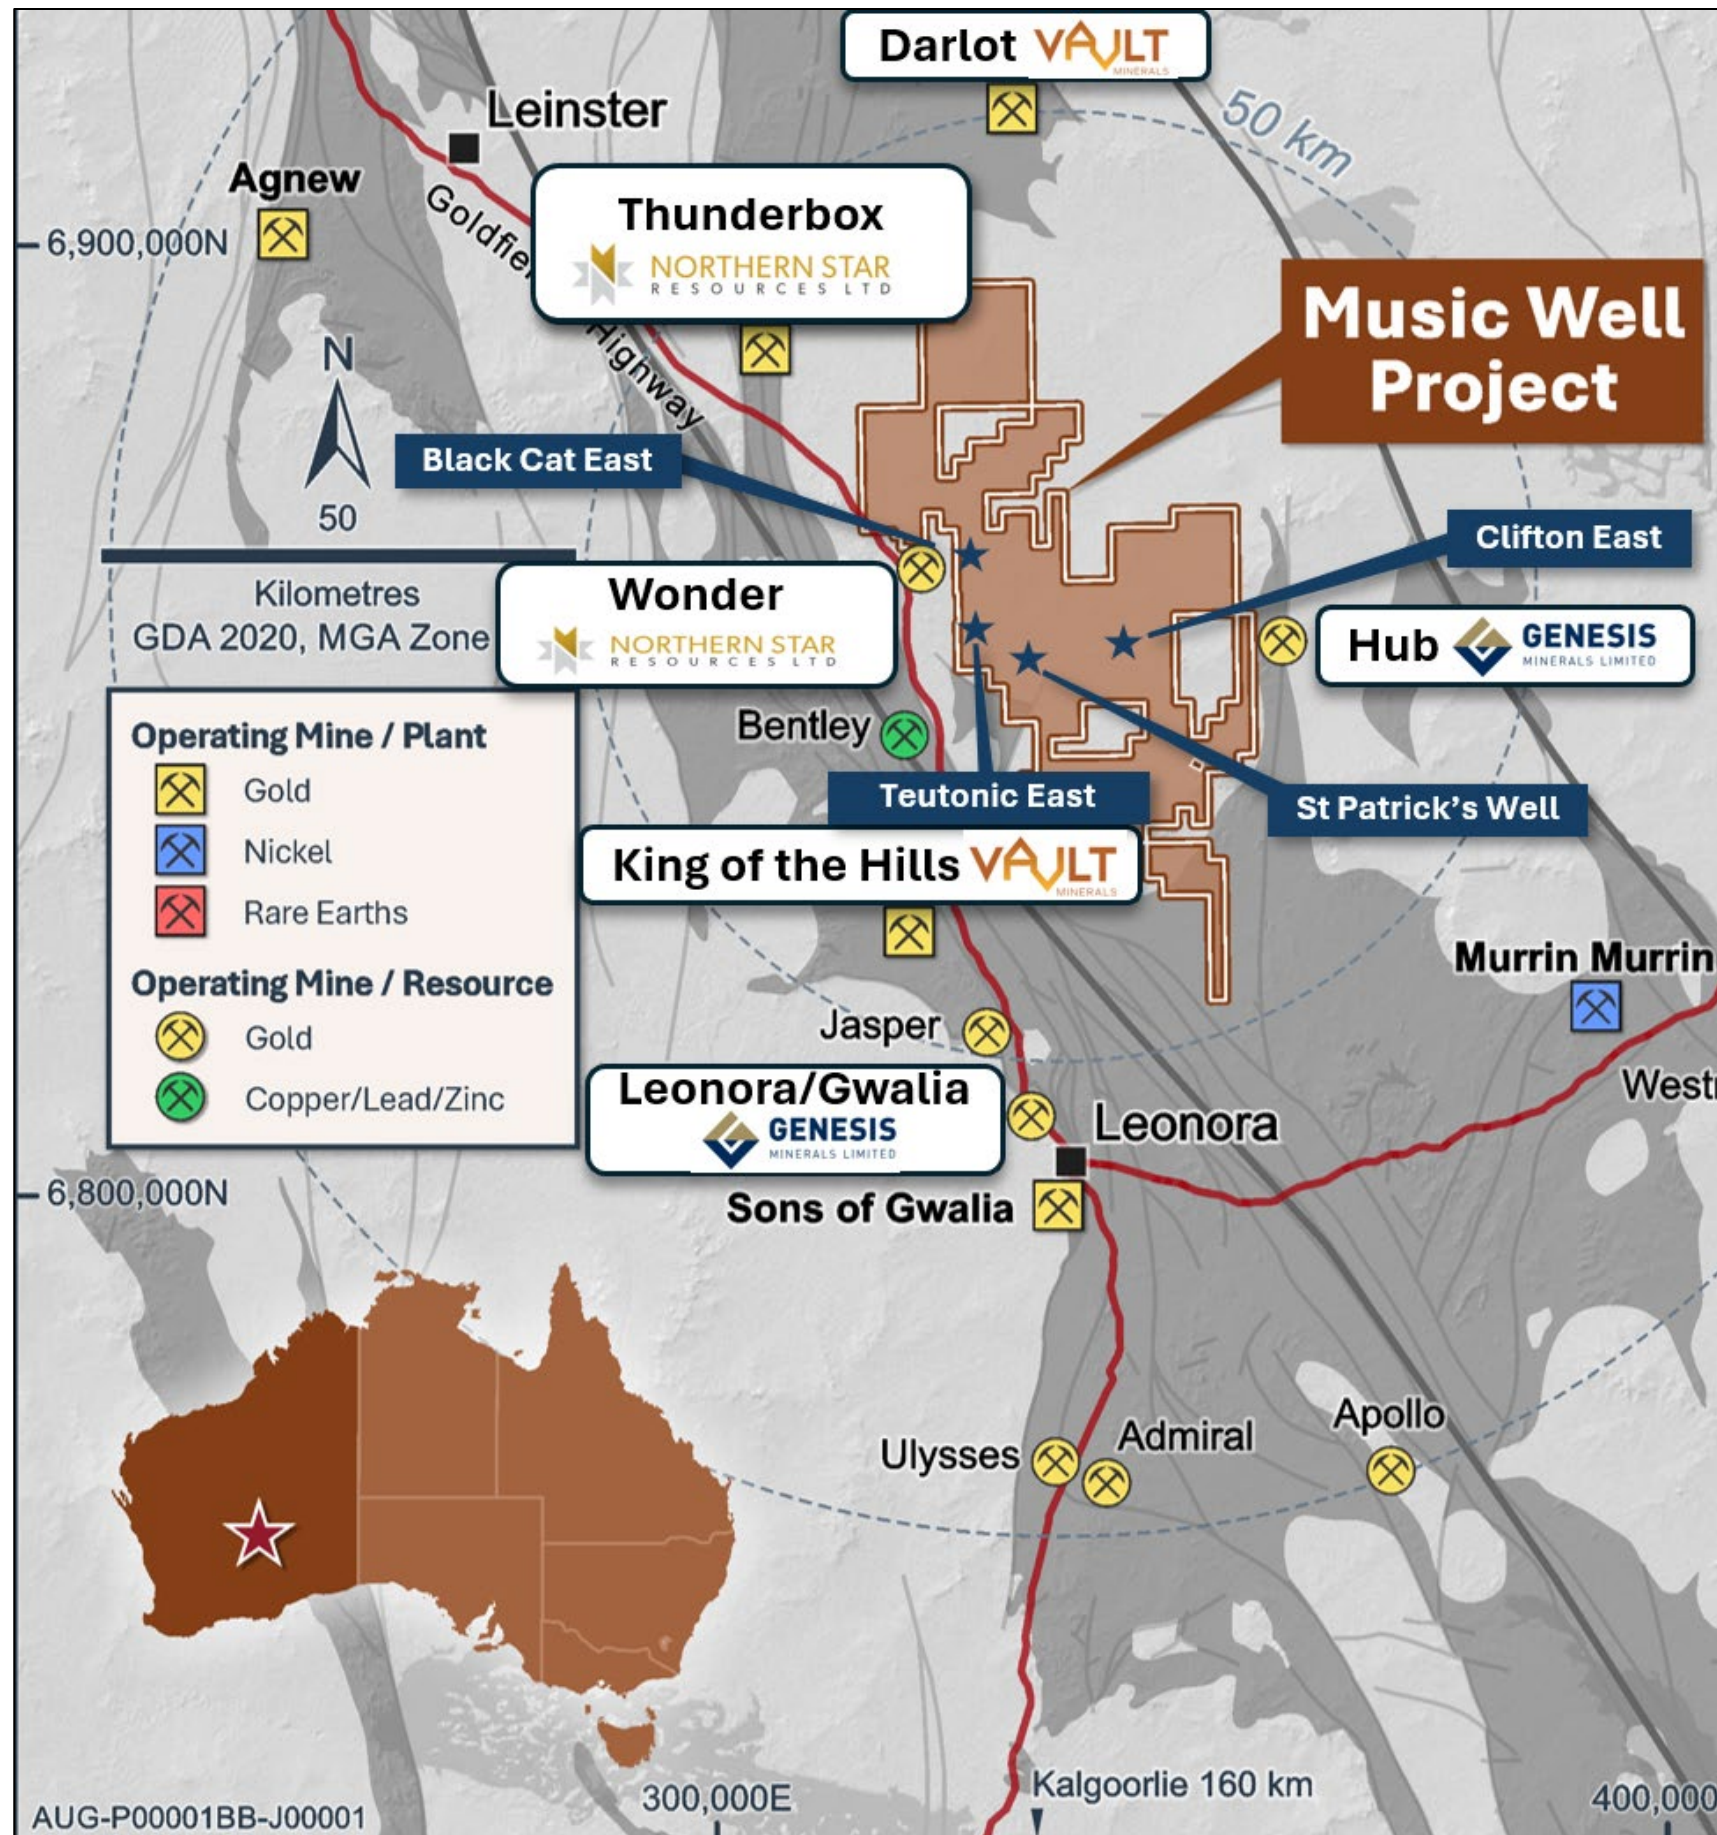 Darlot VAULT
MINERALS
50 km
Leinster
Agnew
Goldfie
Highway
6,900,000N
Thunderbox
NORTHERN STAR
RESOURCES LTD
Music Well
Project
N
Black Cat East
50
Kilometres
GDA 2020, MGA Zone
Clifton East
Wonder
NORTHERN STAR
RESOURCES LTD
Hub GENESIS
MINERALS LIMITED
Bentley
Teutonic East
St Patrick's Well
Operating Mine / Plant
Gold
Nickel
Rare Earths
Operating Mine / Resource
Gold
Copper/Lead/Zinc
King of the Hills VAULT
MINERALS
Murrin Murrin
Jasper
Westr
Leonora/Gwalia
GENESIS
MINERALS LIMITED
Leonora
6,800,000N
Sons of Gwalia
Ulysses
Admiral
Apollo
Kalgoorlie 160 km
300,000E
400,000
AUG-P00001BB-J00001